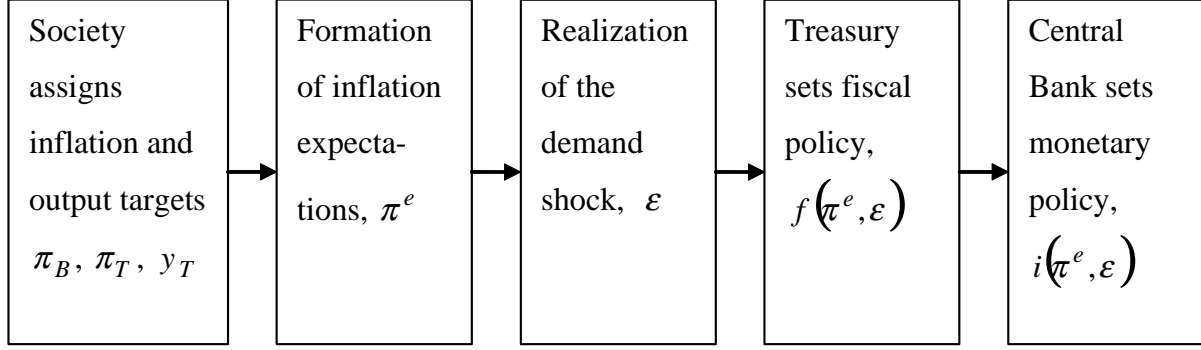 Society
assigns
inflation and
output targets
π_B, π_T, y_T
Formation
of inflation
expecta-
tions, π^e
Realization
of the
demand
shock, ε
Treasury
sets fiscal
policy,
f(π^e, ε)
Central
Bank sets
monetary
policy,
i(π^e, ε)